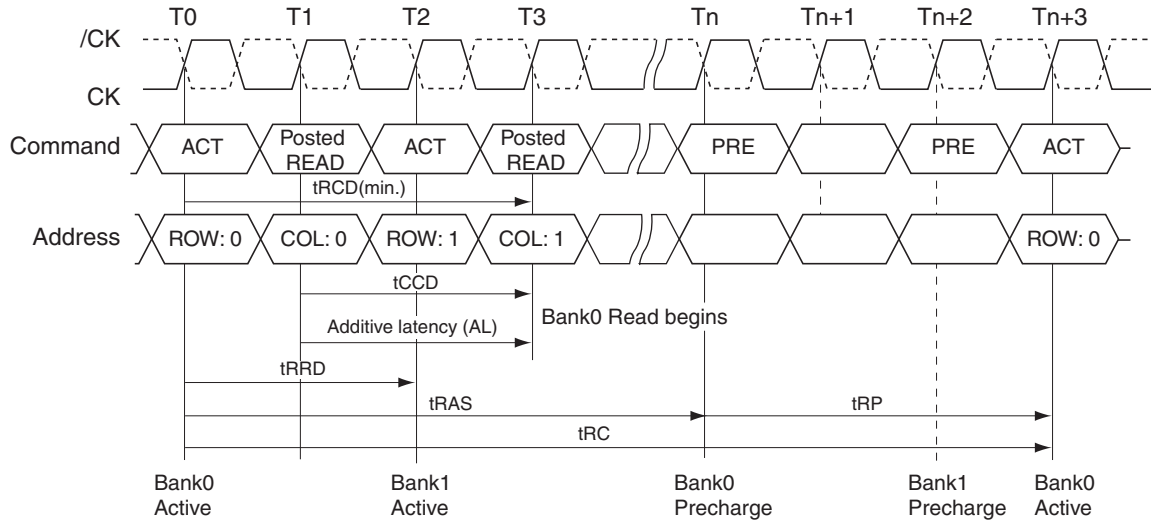 T0 T1 T2 T3 Tn Tn+1 Tn+2 Tn+3
/CK
CK
Command ACT Posted READ ACT Posted READ PRE PRE ACT
tRCD(min.)
Address ROW: 0 COL: 0 ROW: 1 COL: 1 ROW: 0
tCCD
Bank0 Read begins
Additive latency (AL)
tRRD
tRAS tRP
tRC
Bank0 Bank1 Bank0 Bank1 Bank0
Active Active Precharge Precharge Active